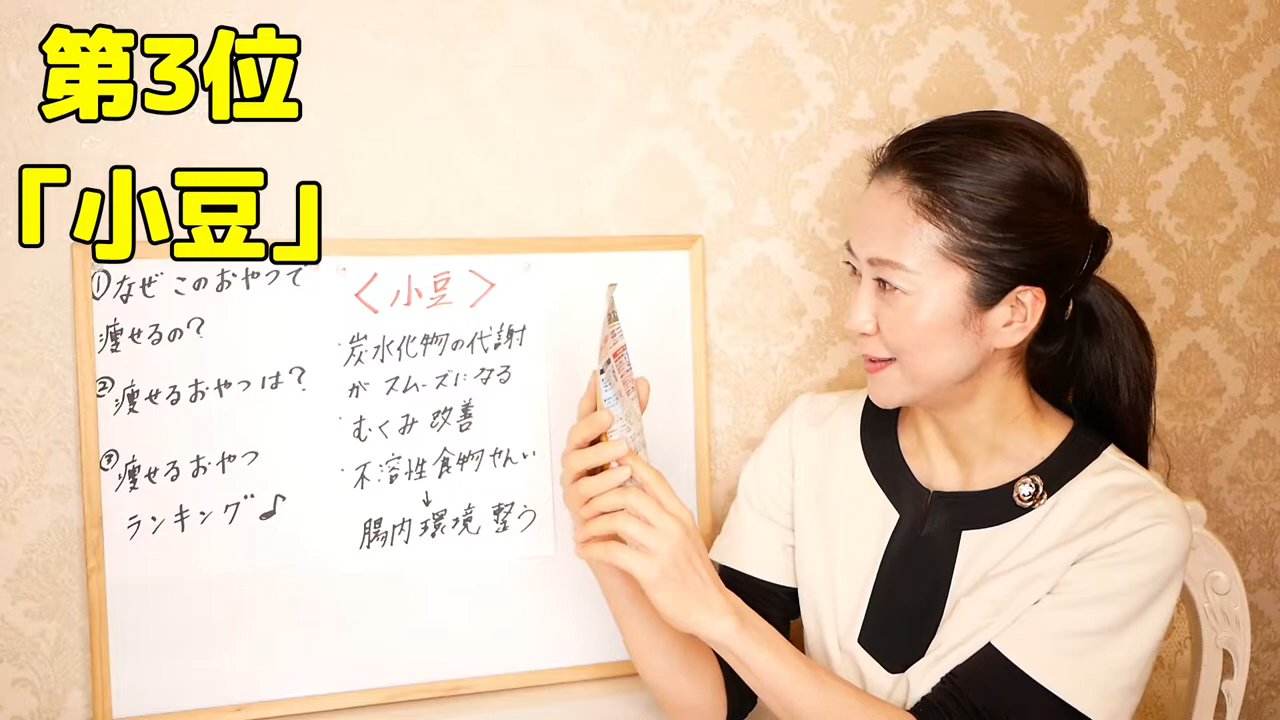 第3位
「小豆」
①なぜこのおやつで
痩せるの?
②痩せるおやつは?
③痩せるおやつ
ランキング♪
〈小豆〉
・炭水化物の代謝
がスムーズになる
・むくみ改善
・不溶性食物せんい
↓
腸内環境整う